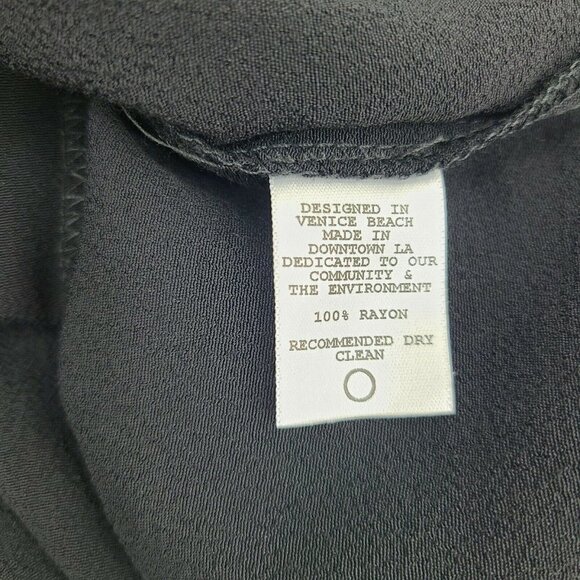 DESIGNED IN
VENICE BEACH
MADE IN
DOWNTOWN LA
DEDICATED TO OUR
COMMUNITY &
THE ENVIRONMENT
100% RAYON
RECOMMENDED DRY
CLEAN